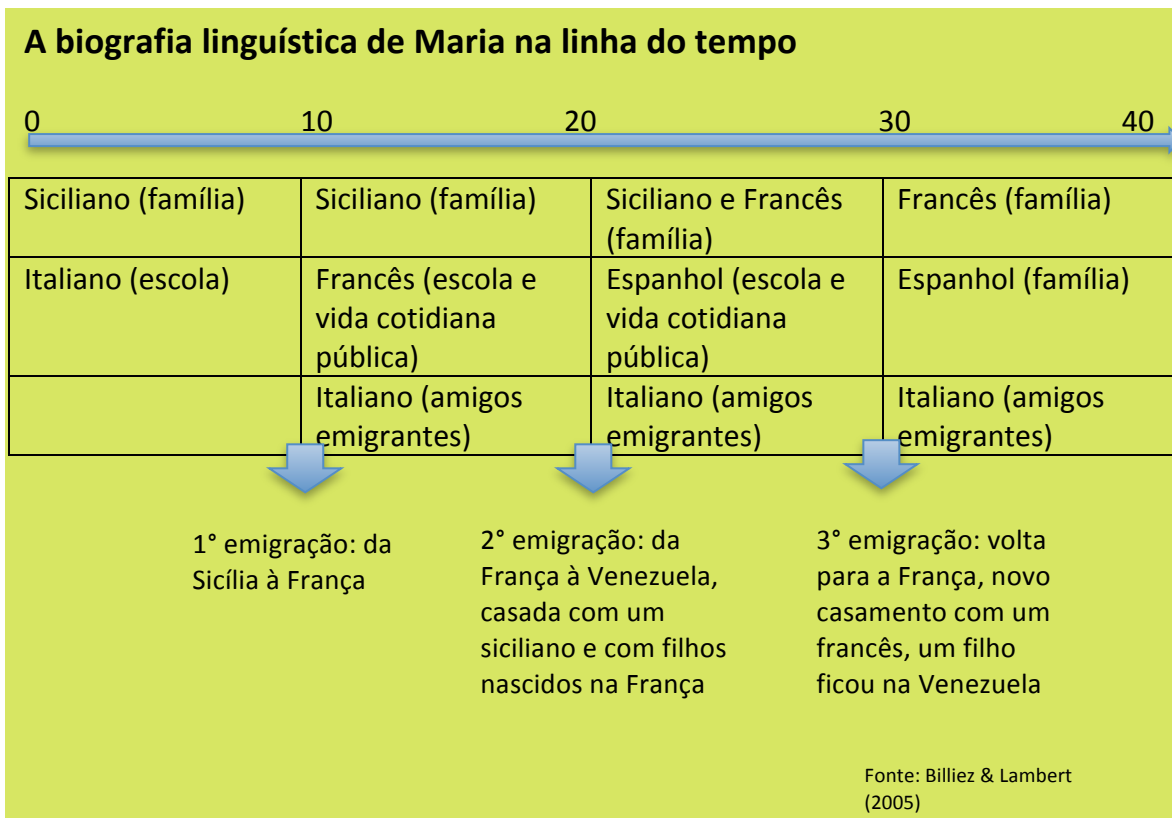 A biografia linguística de Maria na linha do tempo
0 10 20 30 40
Siciliano (família)
Siciliano (família)
Siciliano e Francês
(família)
Francês (família)
Italiano (escola)
Francês (escola e
vida cotidiana
pública)
Espanhol (escola e
vida cotidiana
pública)
Espanhol (família)
Italiano (amigos
emigrantes)
Italiano (amigos
emigrantes)
Italiano (amigos
emigrantes)
1° emigração: da
Sicília à França
2° emigração: da
França à Venezuela,
casada com um
siciliano e com filhos
nascidos na França
3° emigração: volta
para a França, novo
casamento com um
francês, um filho
ficou na Venezuela
Fonte: Billiez & Lambert
(2005)